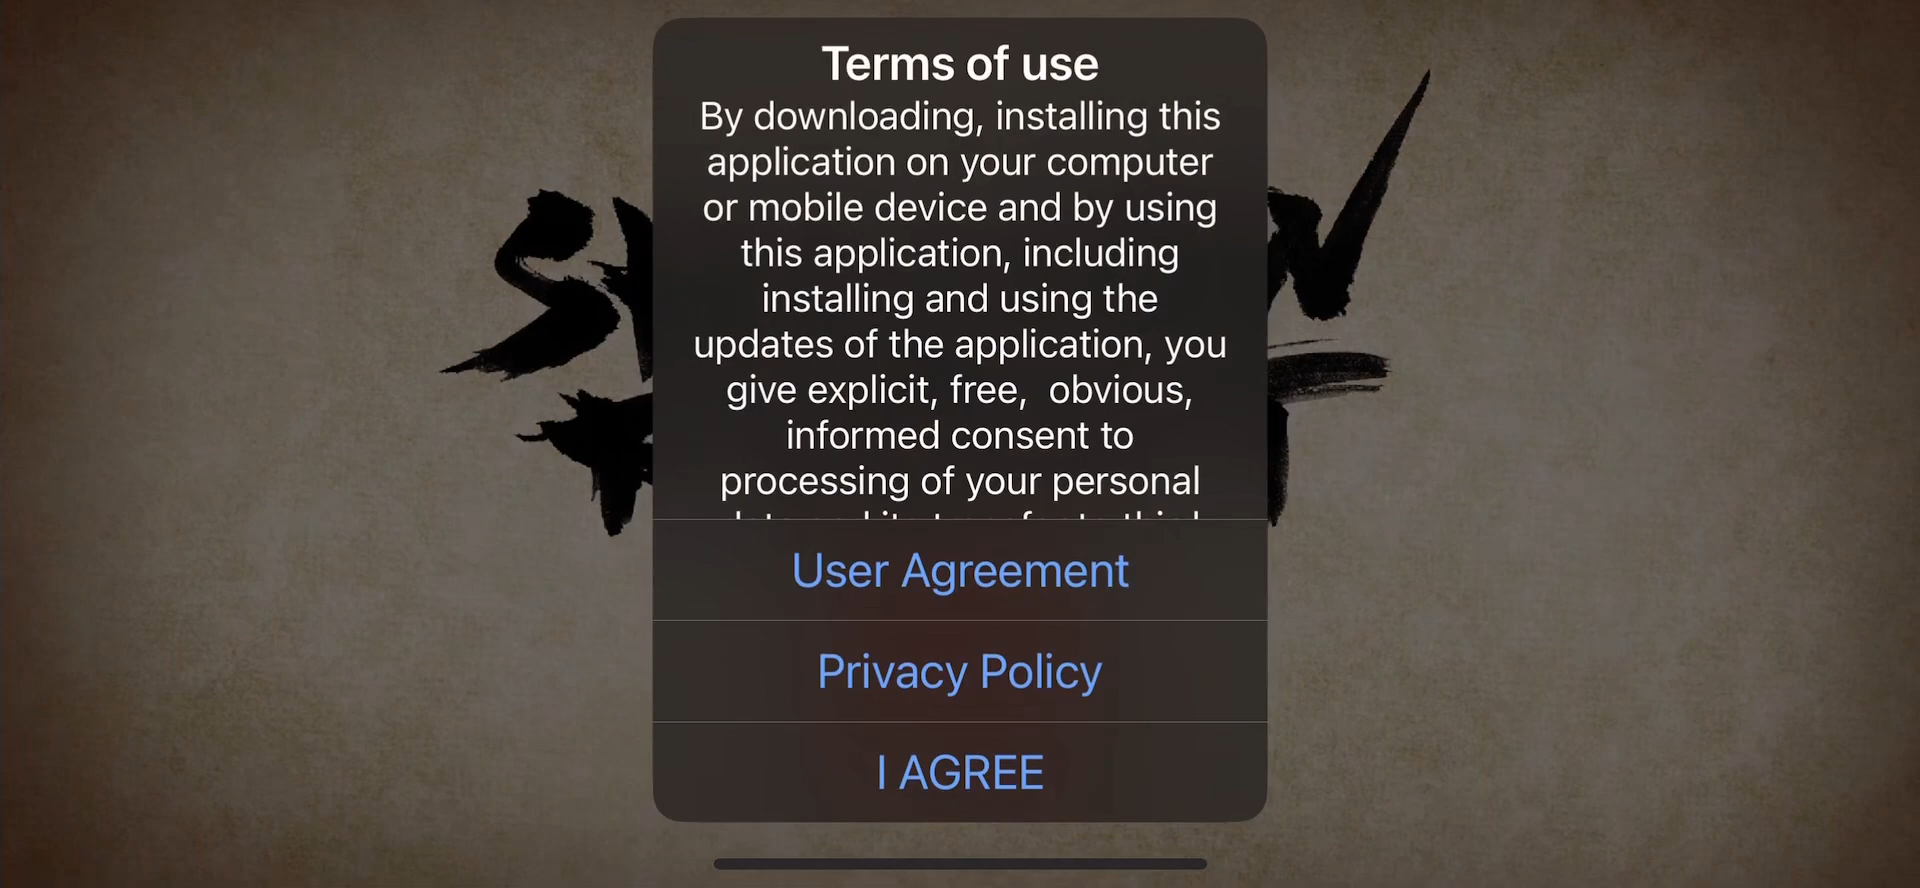 Terms of use
By downloading, installing this
application on your computer
or mobile device and by using
this application, including
installing and using the
updates of the application, you
give explicit, free,  obvious,
informed consent to
processing of your personal
User Agreement
Privacy Policy
I AGREE